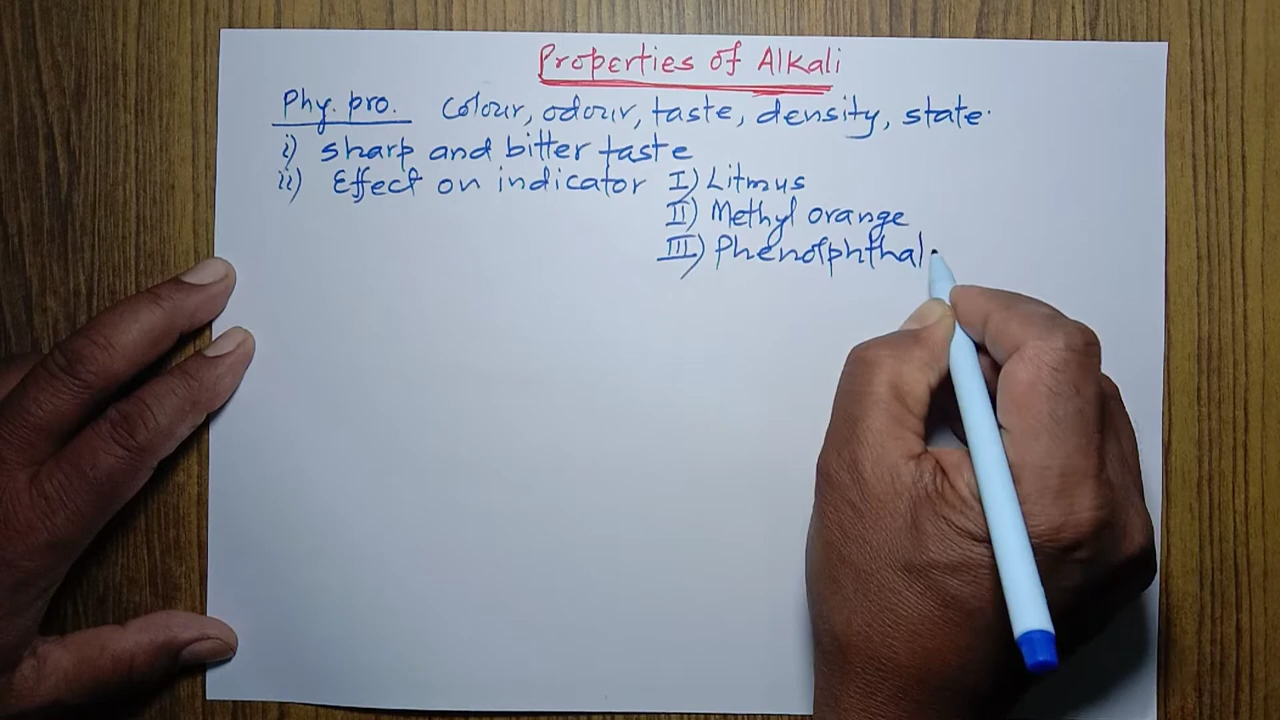 Properties of Alkali
Phy. pro. Colour, odour, taste, density, state.
i) sharp and bitter taste
ii) Effect on indicator I) Litmus
II) Methyl orange
III) Phenolphthal